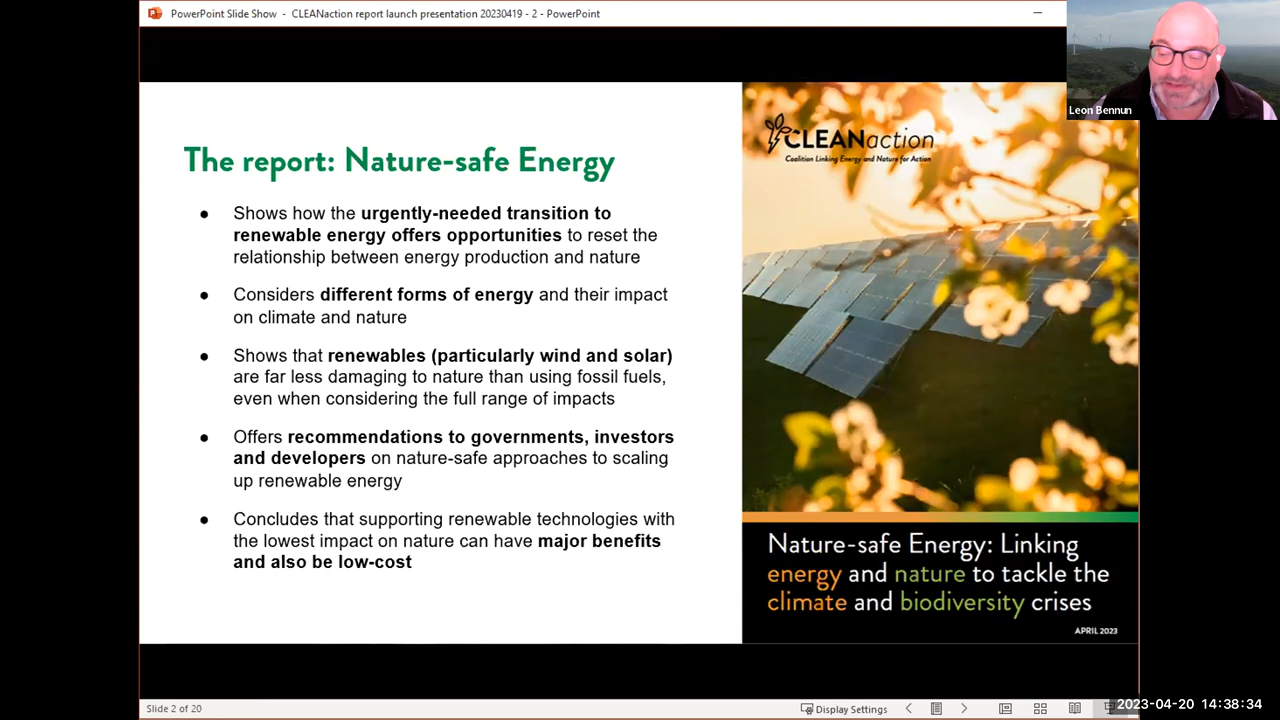 PowerPoint Slide Show - CLEANaction report launch presentation 20230419 - 2 - PowerPoint
Leon Bennun
The report: Nature-safe Energy
● Shows how the urgently-needed transition to
renewable energy offers opportunities to reset the
relationship between energy production and nature
● Considers different forms of energy and their impact
on climate and nature
● Shows that renewables (particularly wind and solar)
are far less damaging to nature than using fossil fuels,
even when considering the full range of impacts
● Offers recommendations to governments, investors
and developers on nature-safe approaches to scaling
up renewable energy
● Concludes that supporting renewable technologies with
the lowest impact on nature can have major benefits
and also be low-cost
CLEANaction
Coalition Linking Energy and Nature for Action
Nature-safe Energy: Linking
energy and nature to tackle the
climate and biodiversity crises
APRIL 2023
Slide 2 of 20
Display Settings
2023-04-20 14:38:34